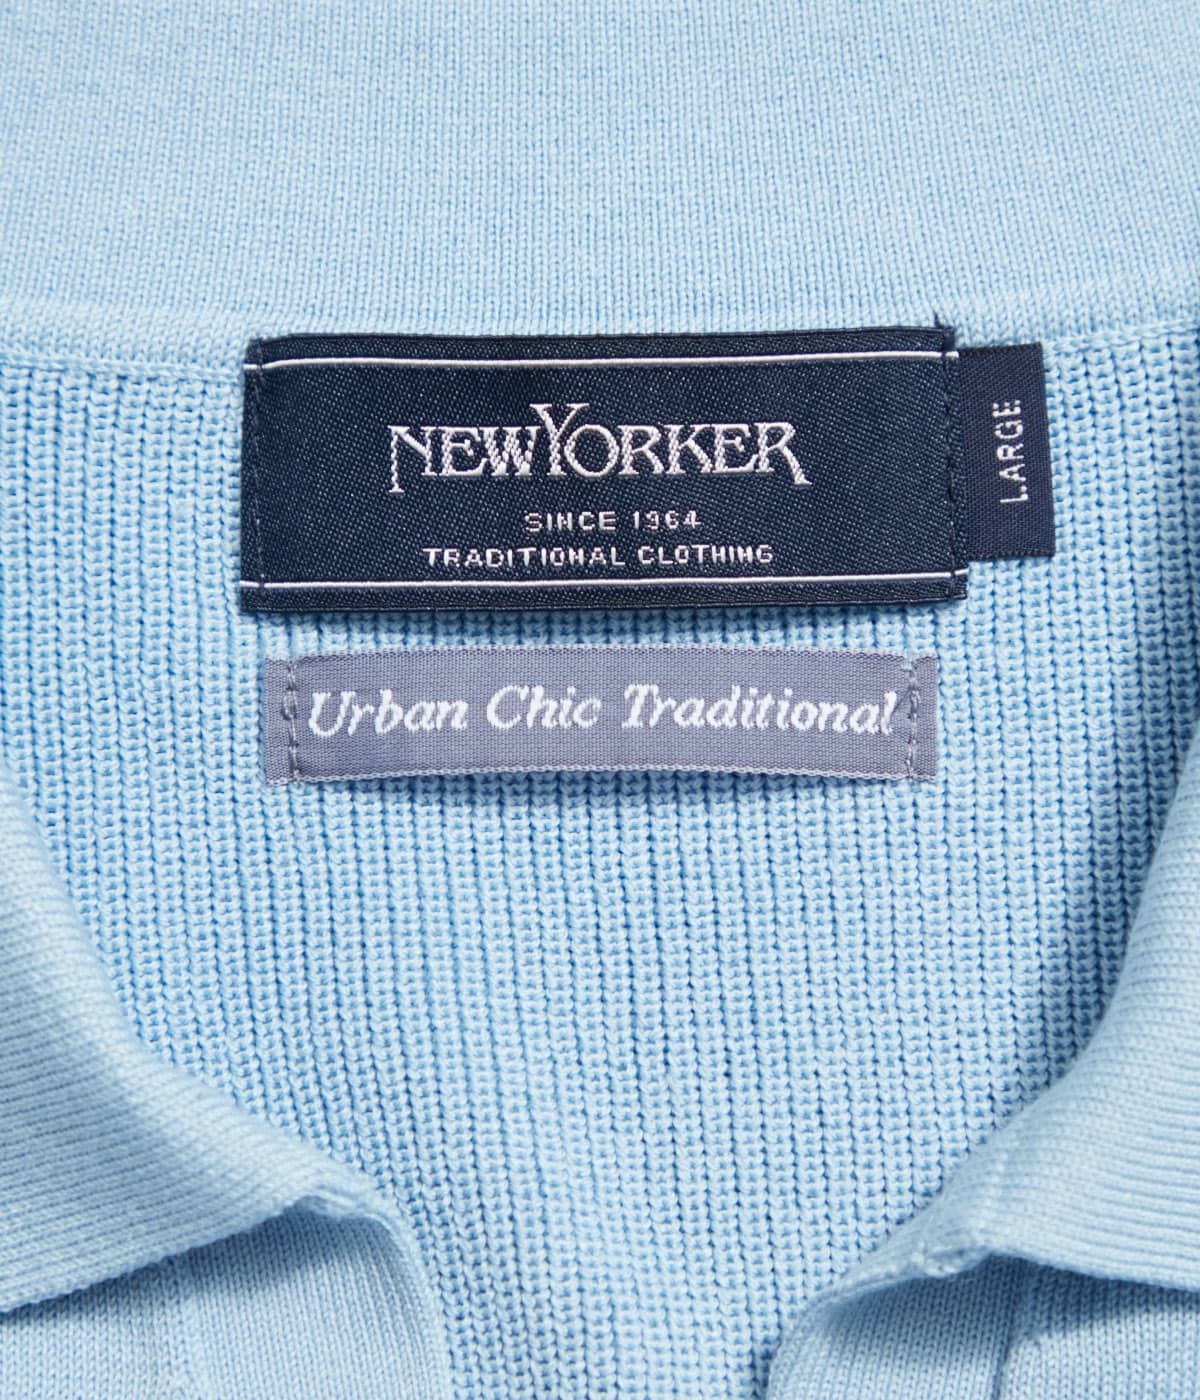 NEWYORKER
SINCE 1964
TRADITIONAL CLOTHING
LARGE
Urban Chic Traditional